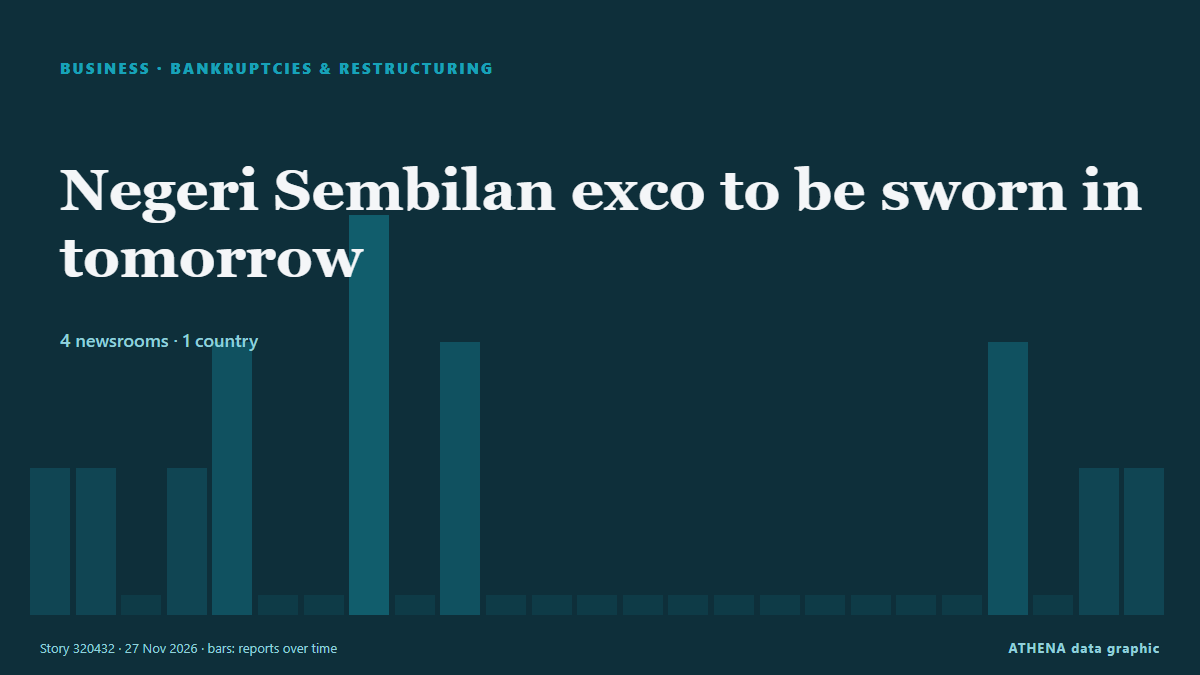 BUSINESS · BANKRUPTCIES & RESTRUCTURING
Negeri Sembilan exco to be sworn in
tomorrow
4 newsrooms · 1 country
Story 320432 · 27 Nov 2026 · bars: reports over time
ATHENA data graphic